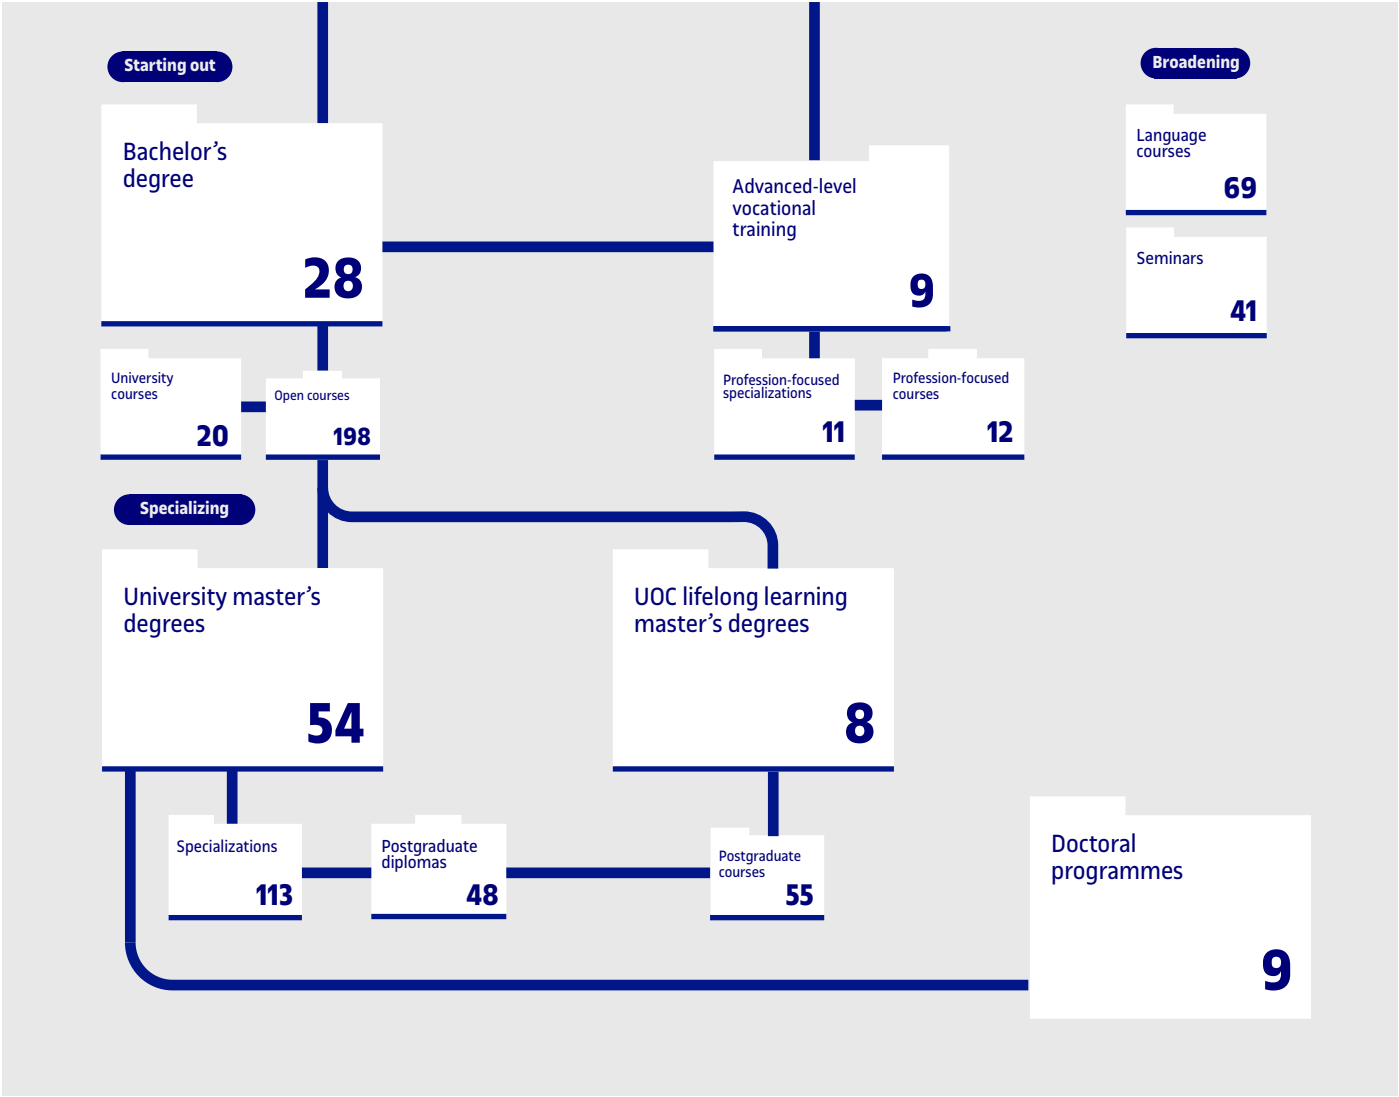 Starting out
Bachelor’s
degree
28
Advanced-level
vocational
training
9
Broadening
Language
courses
69
Seminars
41
University
courses
20
Open courses
198
Profession-focused
specializations
11
Profession-focused
courses
12
Specializing
University master’s
degrees
54
UOC lifelong learning
master’s degrees
8
Specializations
113
Postgraduate
diplomas
48
Postgraduate
courses
55
Doctoral
programmes
9